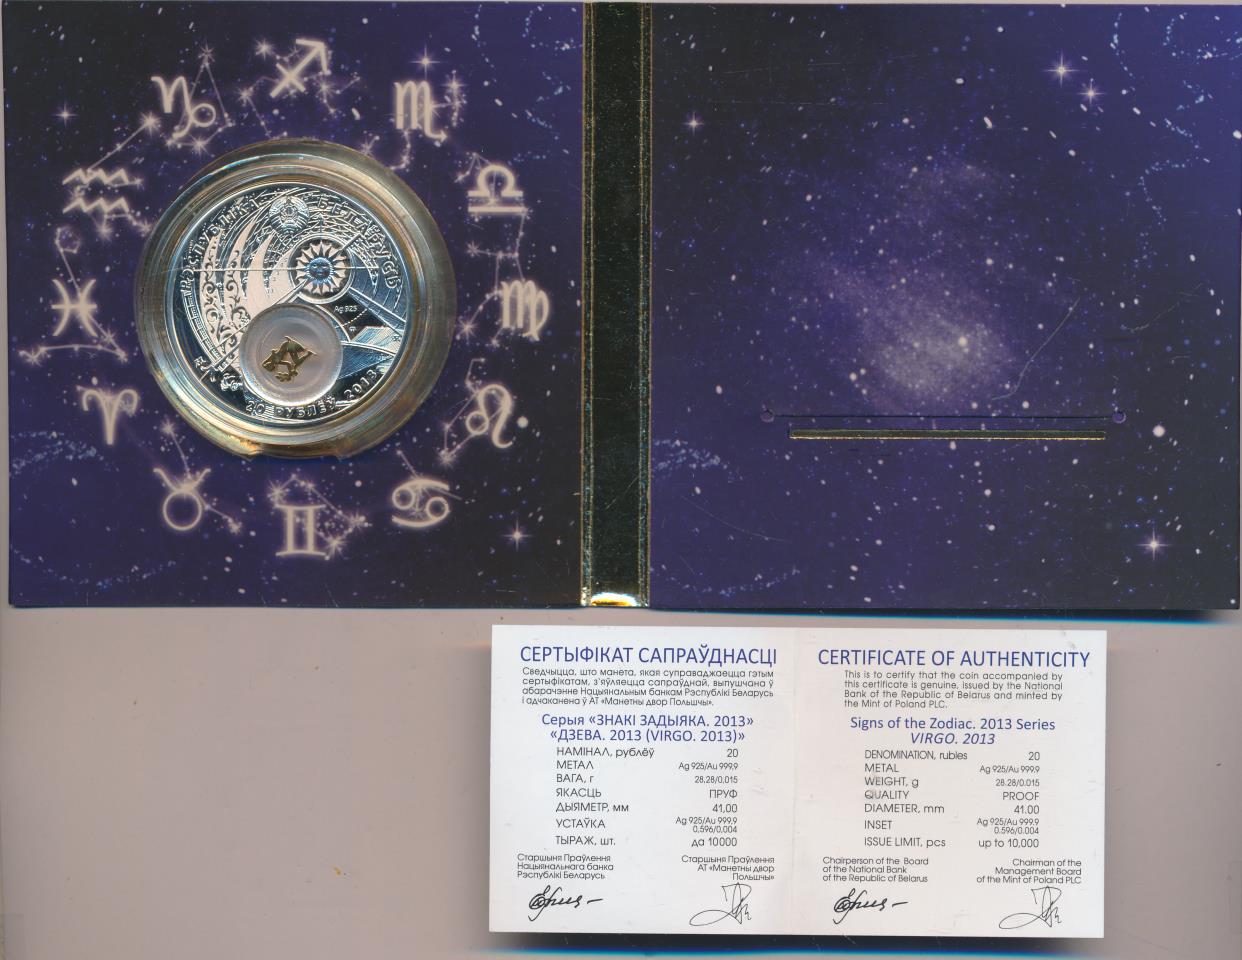 РЭСПУБЛІКА БЕЛАРУСЬ
Ag 925
20 РУБЛЁЎ 2013
СЕРТЫФІКАТ САПРАЎДНАСЦІ
Сведчыцца, што манета, якая суправаджаецца гэтым
сертыфікатам, з'яўляецца сапраўднай, выпушчана ў
абарачэнне Нацыянальным банкам Рэспублікі Беларусь
і адчаканена ў АТ «Манетны двор Польшчы».
Серыя «ЗНАКІ ЗАДЫЯКА. 2013»
«ДЗЕВА. 2013 (VIRGO. 2013)»
НАМІНАЛ, рублёў 20
МЕТАЛ Ag 925/Au 999,9
ВАГА, г 28,28/0,015
ЯКАСЦЬ ПРУФ
ДЫЯМЕТР, мм 41,00
УСТАЎКА Ag 925/Au 999,9
0,596/0,004
ТЫРАЖ, шт. да 10000
Старшыня Праўлення
Нацыянальнага банка
Рэспублікі Беларусь
Старшыня Праўлення
АТ «Манетны двор
Польшчы»
CERTIFICATE OF AUTHENTICITY
This is to certify that the coin accompanied by
this certificate is genuine, issued by the National
Bank of the Republic of Belarus and minted by
the Mint of Poland PLC.
Signs of the Zodiac. 2013 Series
VIRGO. 2013
DENOMINATION, rubles 20
METAL Ag 925/Au 999.9
WEIGHT, g 28.28/0.015
QUALITY PROOF
DIAMETER, mm 41.00
INSET Ag 925/Au 999.9
0.596/0.004
ISSUE LIMIT, pcs up to 10,000
Chairperson of the Board
of the National Bank
of the Republic of Belarus
Chairman of the
Management Board
of the Mint of Poland PLC